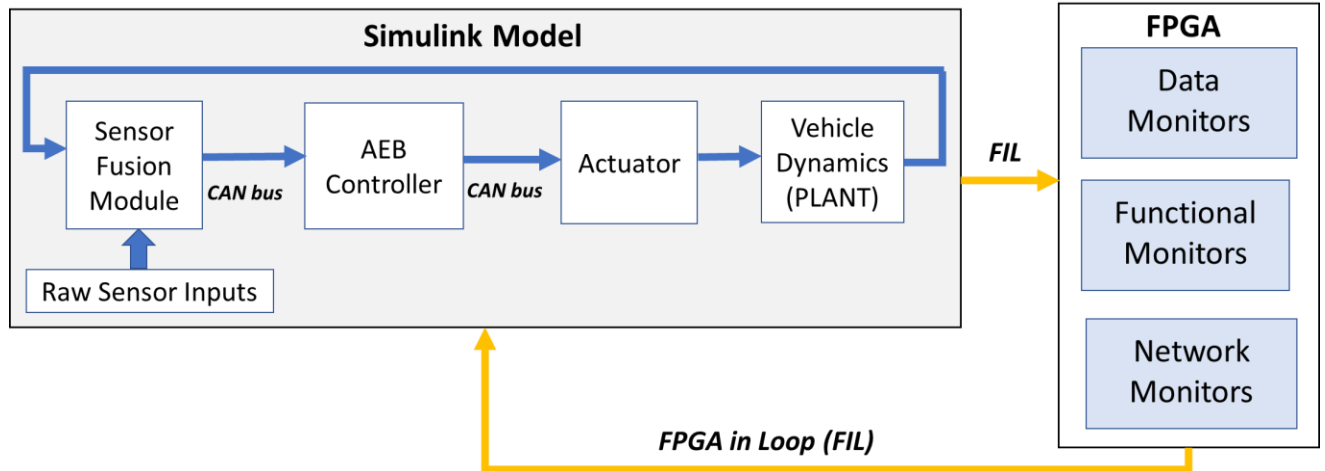 Simulink Model
Sensor
Fusion
Module
CAN bus
AEB
Controller
CAN bus
Actuator
Vehicle
Dynamics
(PLANT)
Raw Sensor Inputs
FIL
FPGA
Data
Monitors
Functional
Monitors
Network
Monitors
FPGA in Loop (FIL)